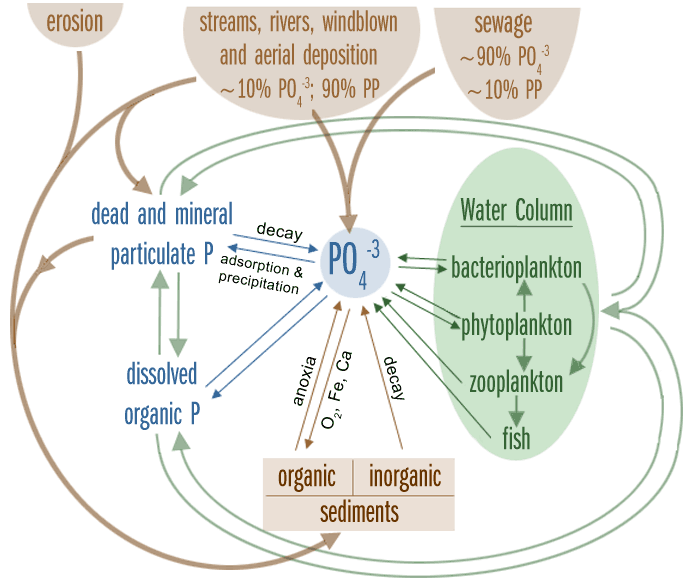 erosion
streams, rivers, windblown
and aerial deposition
~10% PO₄⁻³; 90% PP
sewage
~90% PO₄⁻³
~10% PP
dead and mineral
particulate P
decay
adsorption &
precipitation
PO₄⁻³
Water Column
bacterioplankton
phytoplankton
zooplankton
fish
dissolved
organic P
anoxia
O₂, Fe, Ca
decay
organic
inorganic
sediments